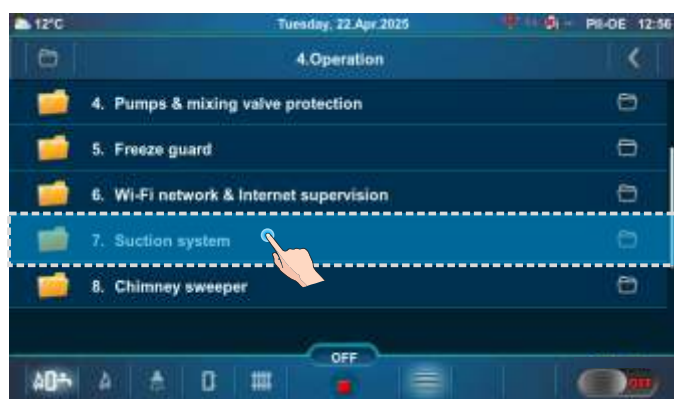 12°C Tuesday, 22.Apr.2025 PII-OE 12:56
4.Operation
4. Pumps & mixing valve protection
5. Freeze guard
6. Wi-Fi network & Internet supervision
7. Suction system
8. Chimney sweeper
OFF
OFF